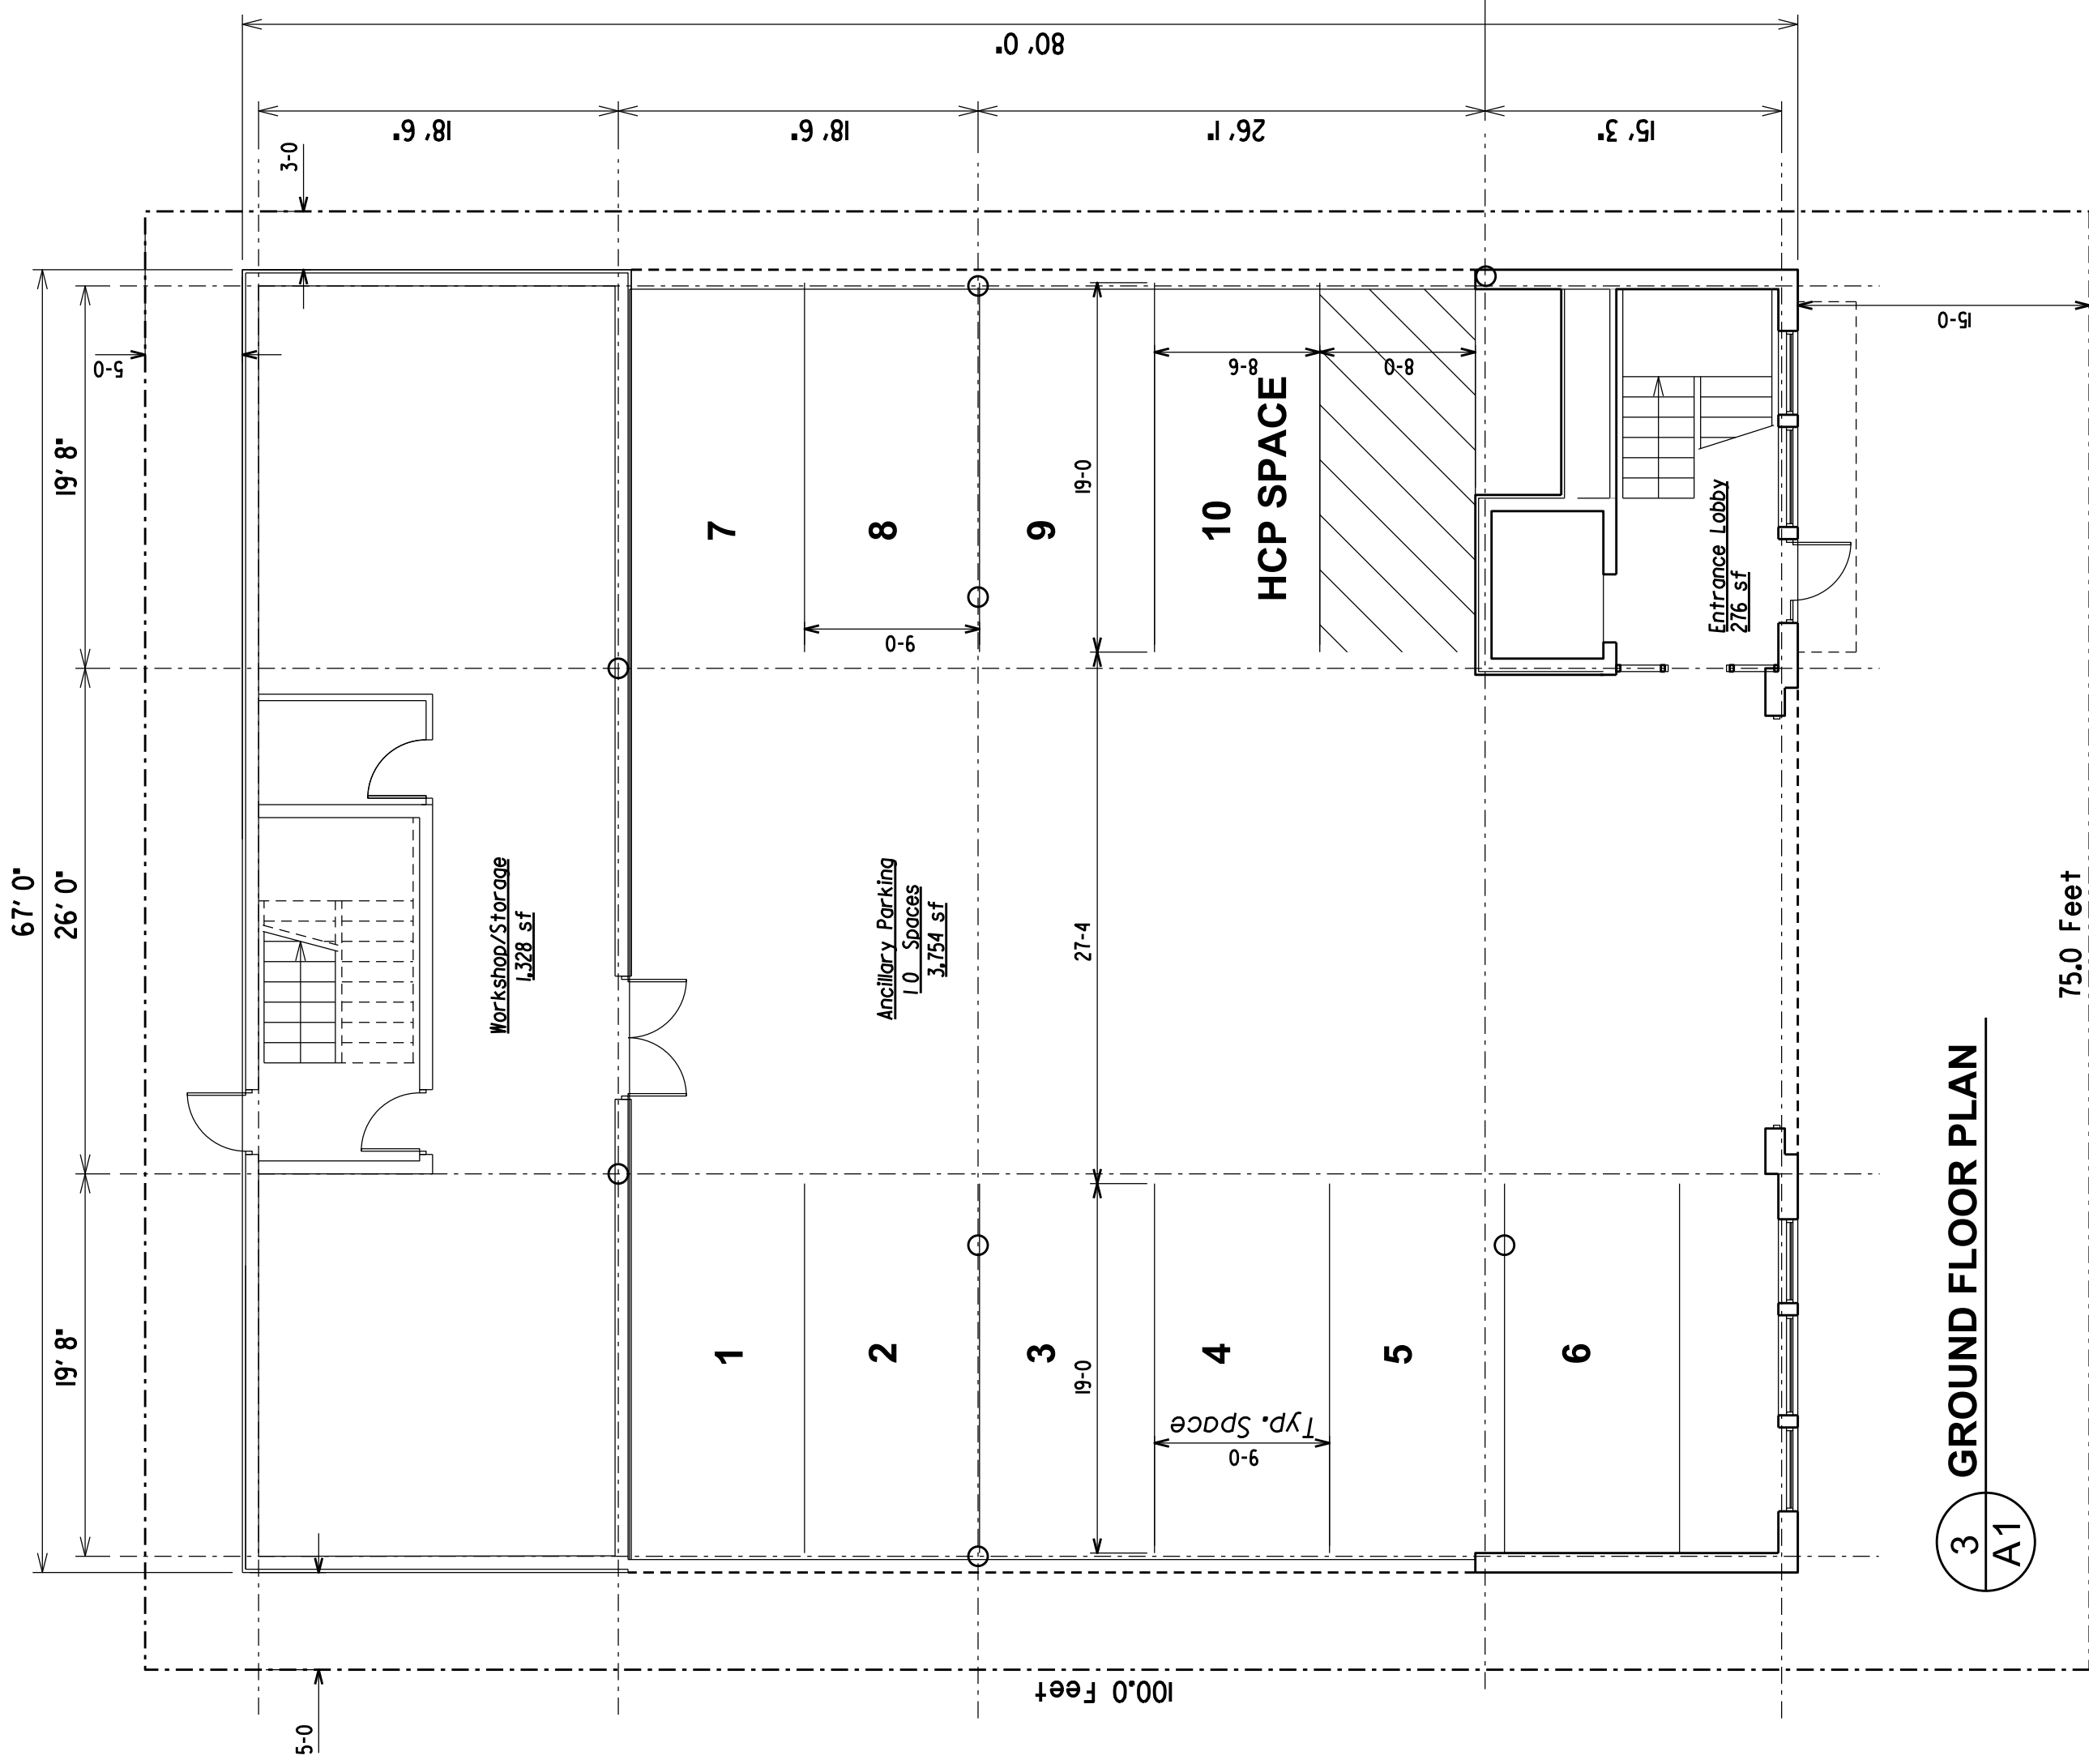 67' 0"
19' 8"
26' 0"
19' 8"
80' 0"
18' 6"
18' 6"
26' 1"
15' 3"
3-0
5-0
5-0
15-0
Workshop/Storage
1,328 sf
Ancillary Parking
10 Spaces
3,754 sf
7
8
9
10
HCP SPACE
9-0
19-0
8-6
8-0
27-4
19-0
1
2
3
4
5
6
Typ. Space
9-0
Entrance Lobby
276 sf
100.0 Feet
75.0 Feet
3
A1
GROUND FLOOR PLAN